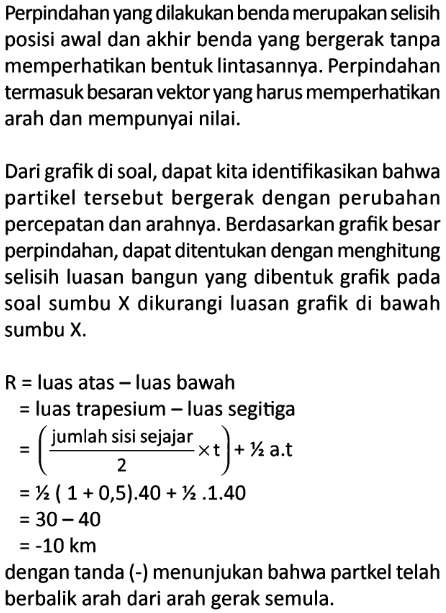 Perpindahan yang dilakukan benda merupakan selisih
posisi awal dan akhir benda yang bergerak tanpa
memperhatikan bentuk lintasannya. Perpindahan
termasuk besaran vektor yang harus memperhatikan
arah dan mempunyai nilai.
Dari grafik di soal, dapat kita identifikasikan bahwa
partikel tersebut bergerak dengan perubahan
percepatan dan arahnya. Berdasarkan grafik besar
perpindahan, dapat ditentukan dengan menghitung
selisih luasan bangun yang dibentuk grafik pada
soal sumbu X dikurangi luasan grafik di bawah
sumbu X.
R = luas atas – luas bawah
= luas trapesium – luas segitiga
= (jumlah sisi sejajar / 2 × t) + ½ a.t
= ½ ( 1 + 0,5).40 + ½ .1.40
= 30 – 40
= -10 km
dengan tanda (-) menunjukan bahwa partkel telah
berbalik arah dari arah gerak semula.